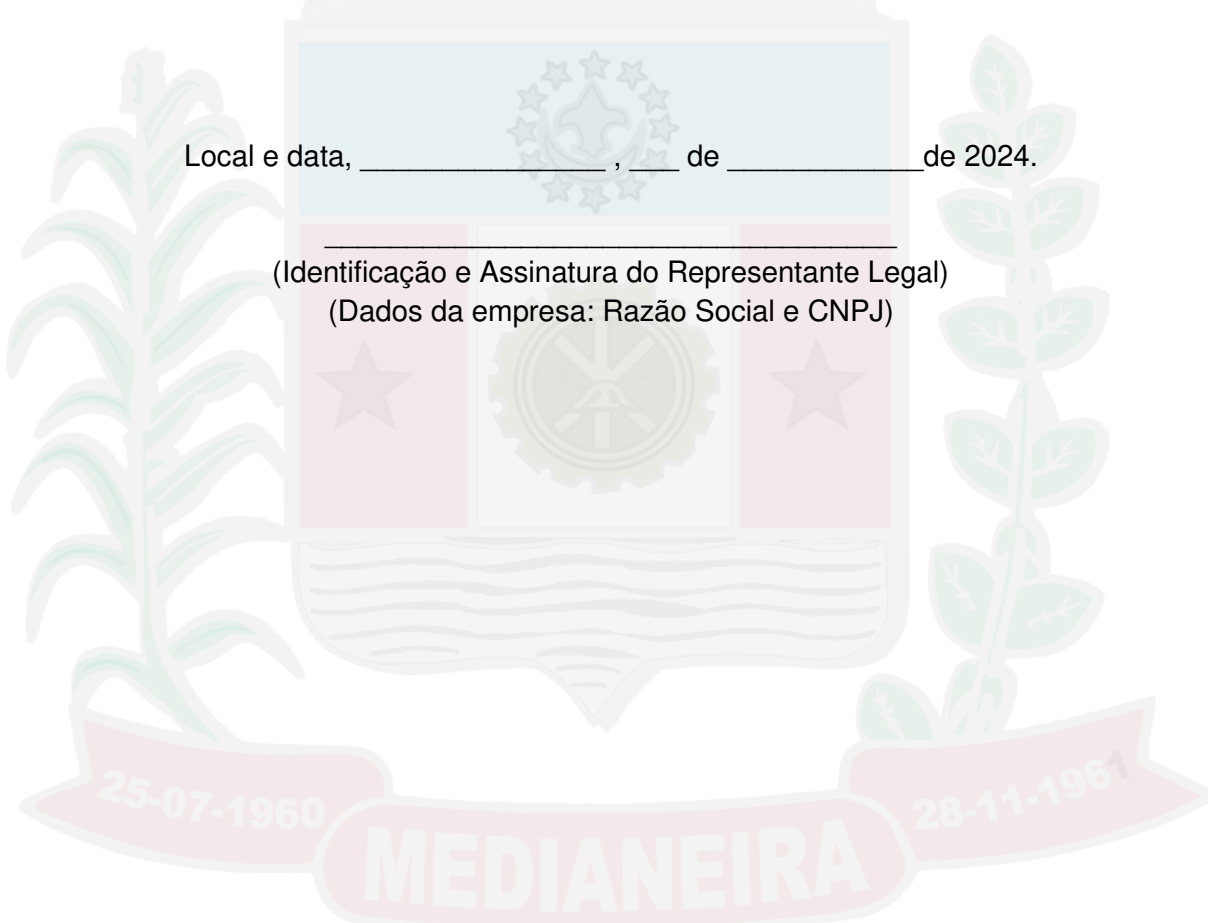 Local e data, _______________ , ___ de ____________de 2024.
___________________________________
(Identificação e Assinatura do Representante Legal)
(Dados da empresa: Razão Social e CNPJ)
25-07-1960
28-11-1961
MEDIANEIRA